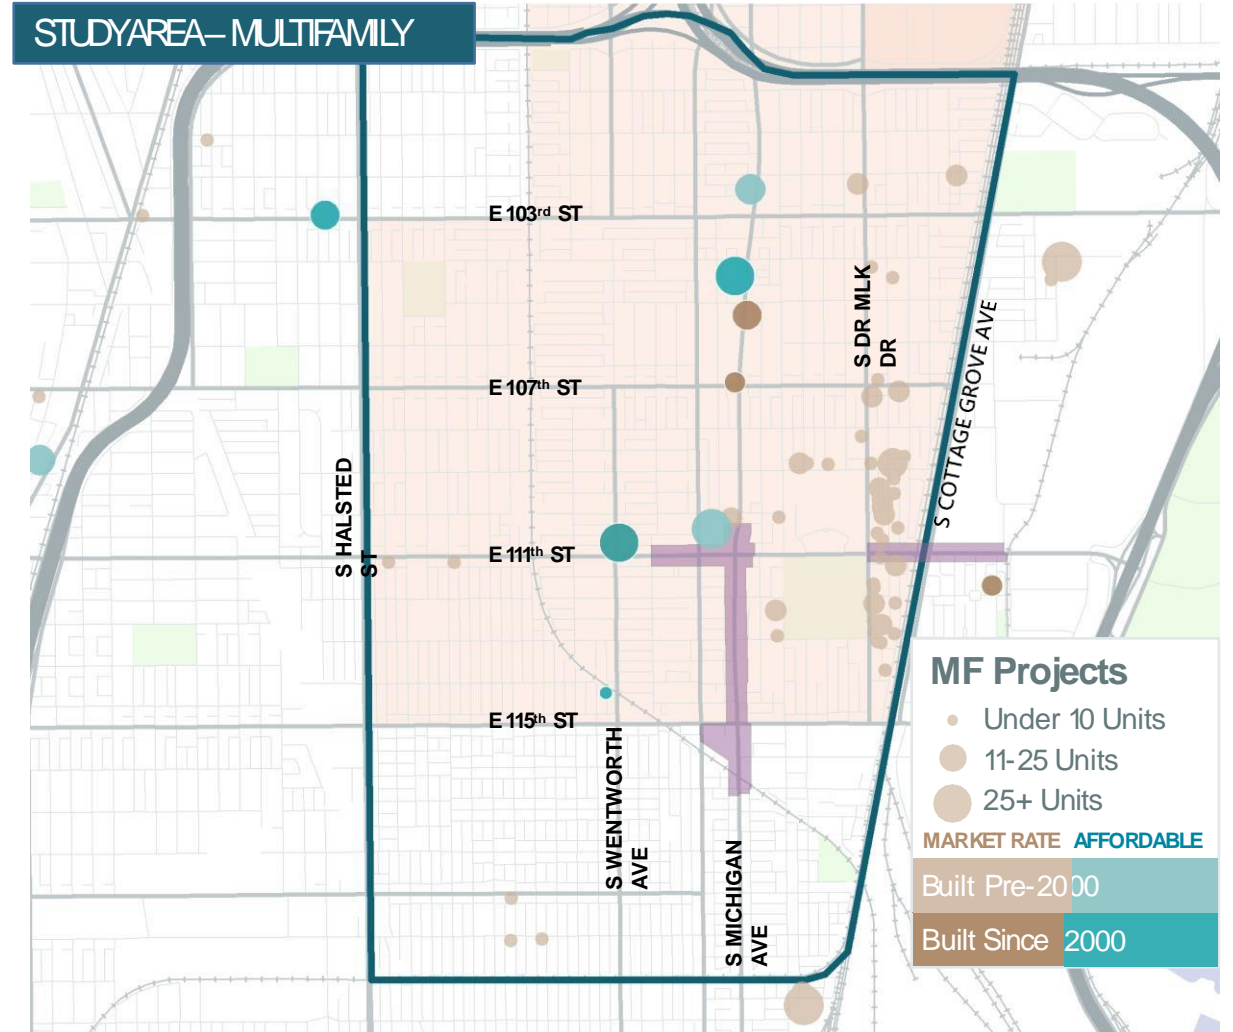 STUDY AREA – MULTIFAMILY
E 103rd ST
S DR MLK
DR
S COTTAGE GROVE AVE
E 107th ST
S HALSTED
ST
E 111th ST
E 115th ST
S WENTWORTH
AVE
S MICHIGAN
AVE
MF Projects
Under 10 Units
11-25 Units
25+ Units
MARKET RATE AFFORDABLE
Built Pre-2000
Built Since 2000